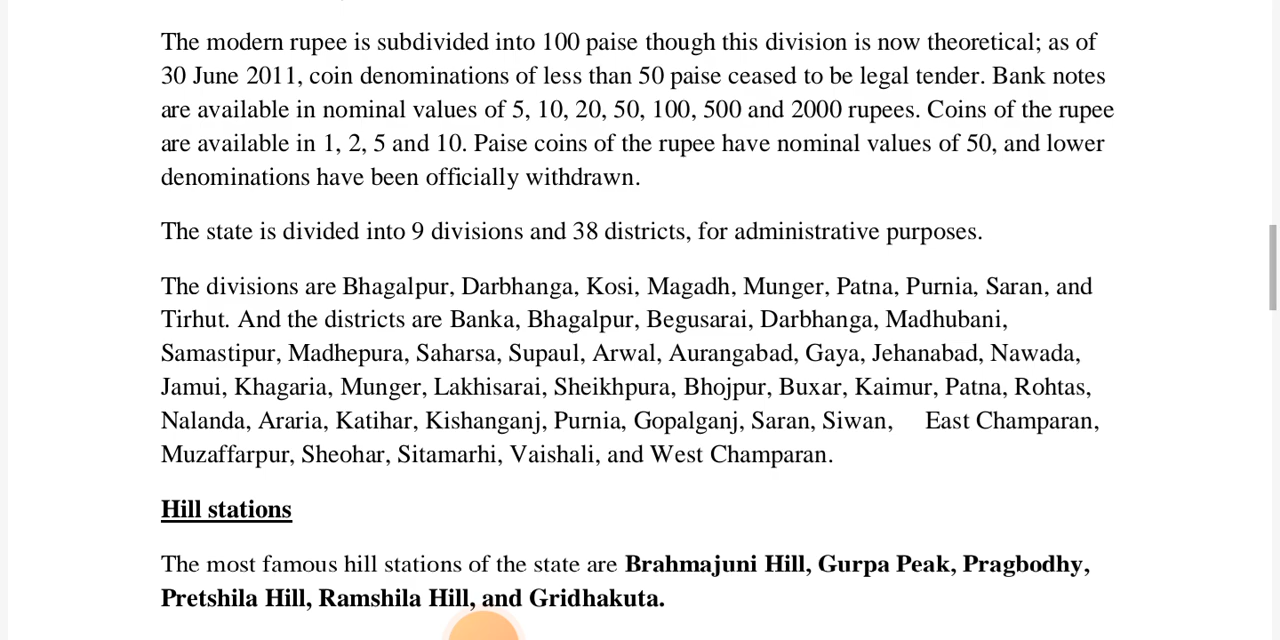 The modern rupee is subdivided into 100 paise though this division is now theoretical; as of
30 June 2011, coin denominations of less than 50 paise ceased to be legal tender. Bank notes
are available in nominal values of 5, 10, 20, 50, 100, 500 and 2000 rupees. Coins of the rupee
are available in 1, 2, 5 and 10. Paise coins of the rupee have nominal values of 50, and lower
denominations have been officially withdrawn.
The state is divided into 9 divisions and 38 districts, for administrative purposes.
The divisions are Bhagalpur, Darbhanga, Kosi, Magadh, Munger, Patna, Purnia, Saran, and
Tirhut. And the districts are Banka, Bhagalpur, Begusarai, Darbhanga, Madhubani,
Samastipur, Madhepura, Saharsa, Supaul, Arwal, Aurangabad, Gaya, Jehanabad, Nawada,
Jamui, Khagaria, Munger, Lakhisarai, Sheikhpura, Bhojpur, Buxar, Kaimur, Patna, Rohtas,
Nalanda, Araria, Katihar, Kishanganj, Purnia, Gopalganj, Saran, Siwan, East Champaran,
Muzaffarpur, Sheohar, Sitamarhi, Vaishali, and West Champaran.
Hill stations
The most famous hill stations of the state are Brahmajuni Hill, Gurpa Peak, Pragbodhy,
Pretshila Hill, Ramshila Hill, and Gridhakuta.